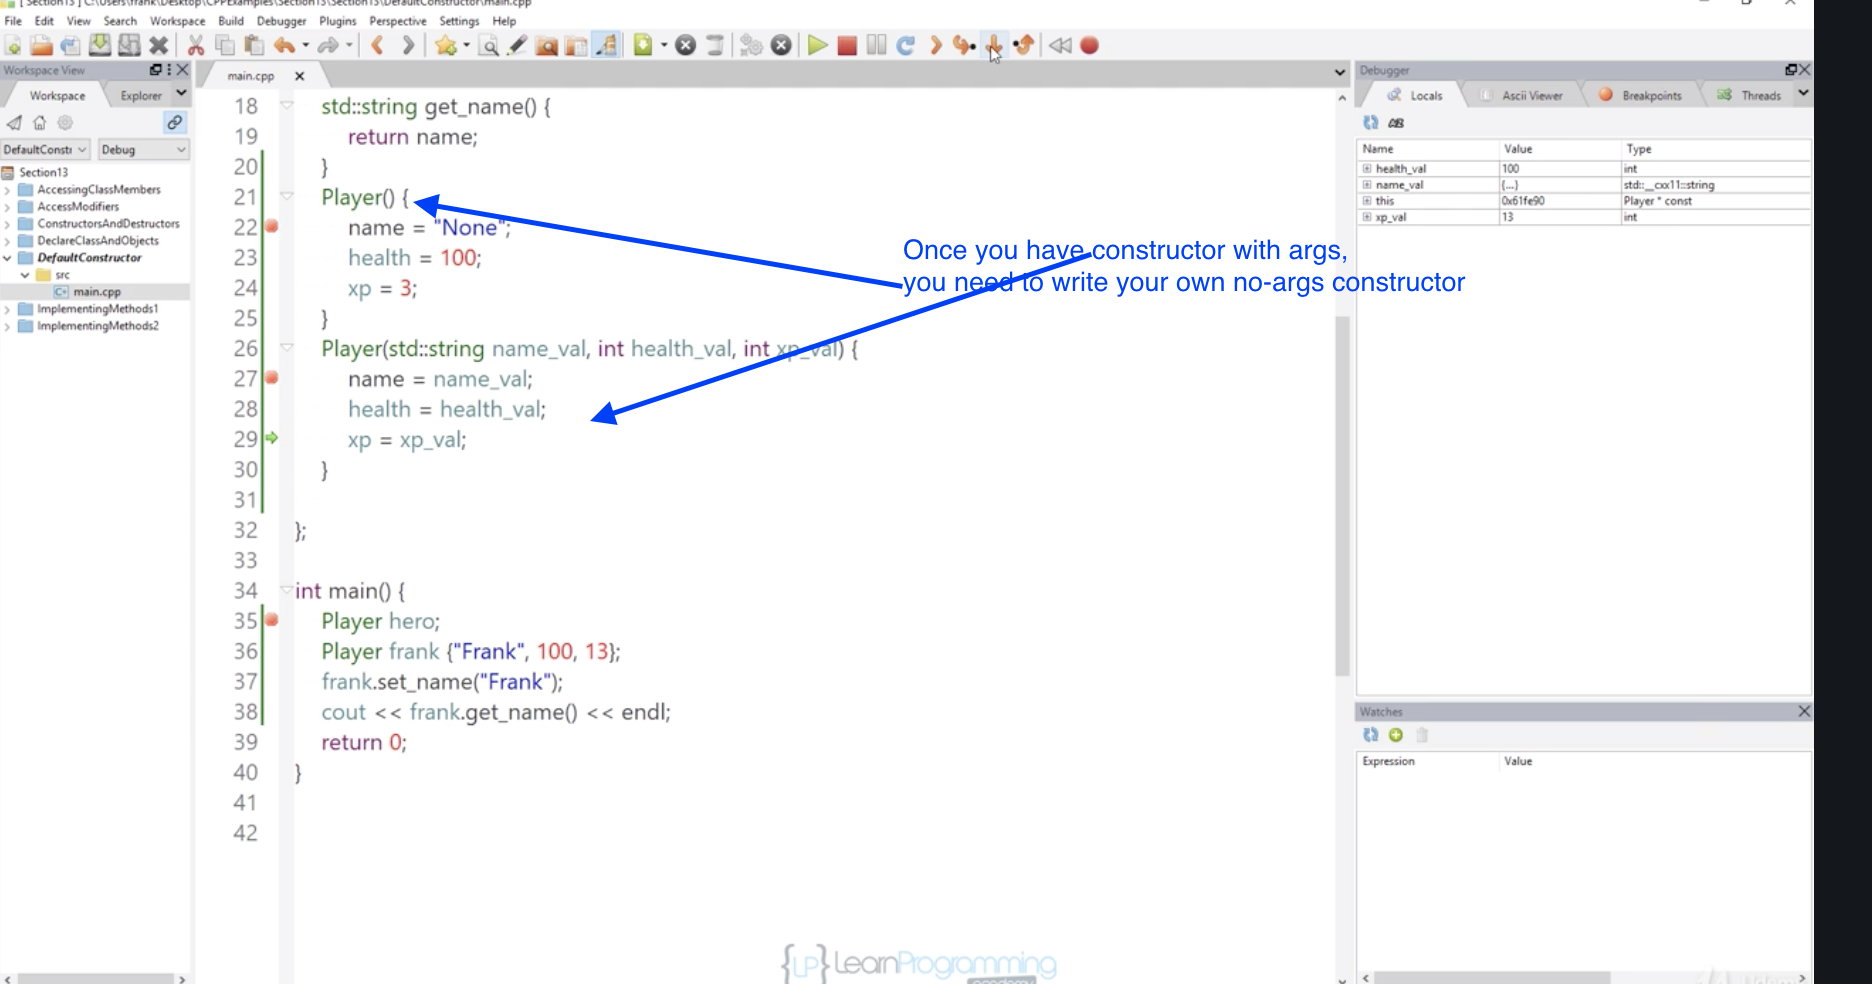 [ Section13 ] C:\Users\frank\Desktop\CPPExamples\Section13\Section13\DefaultConstructor\main.cpp
File Edit View Search Workspace Build Debugger Plugins Perspective Settings Help
Workspace View
Workspace Explorer
DefaultConstr Debug
Section13
AccessingClassMembers
AccessModifiers
ConstructorsAndDestructors
DeclareClassAndObjects
DefaultConstructor
src
main.cpp
ImplementingMethods1
ImplementingMethods2
main.cpp
18 std::string get_name() {
19 return name;
20 }
21 Player() {
22 name = "None";
23 health = 100;
24 xp = 3;
25 }
26 Player(std::string name_val, int health_val, int xp_val) {
27 name = name_val;
28 health = health_val;
29 xp = xp_val;
30 }
31
32 };
33
34 int main() {
35 Player hero;
36 Player frank {"Frank", 100, 13};
37 frank.set_name("Frank");
38 cout << frank.get_name() << endl;
39 return 0;
40 }
41
42
Once you have constructor with args,
you need to write your own no-args constructor
Debugger
Locals Ascii Viewer Breakpoints Threads
Name Value Type
health_val 100 int
name_val {...} std::__cxx11::string
this 0x61fe90 Player * const
xp_val 13 int
Watches
Expression Value
{LP} LearnProgramming
academy
Udemy